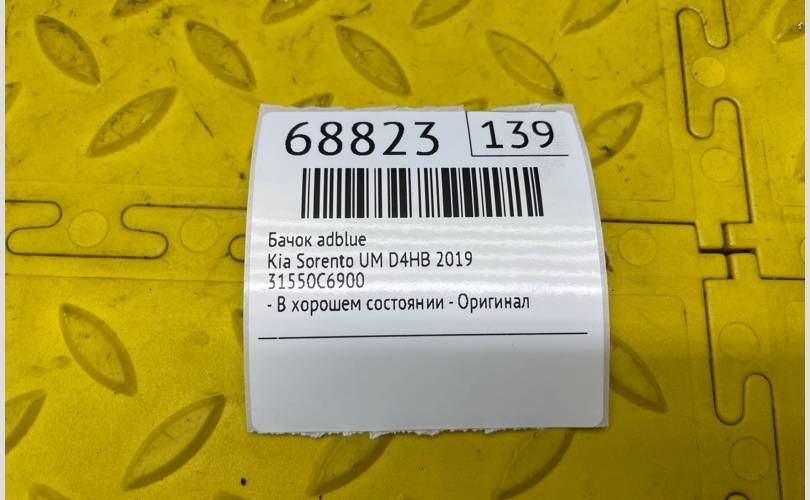 68823 139
Бачок adblue
Kia Sorento UM D4HB 2019
31550C6900
- В хорошем состоянии - Оригинал